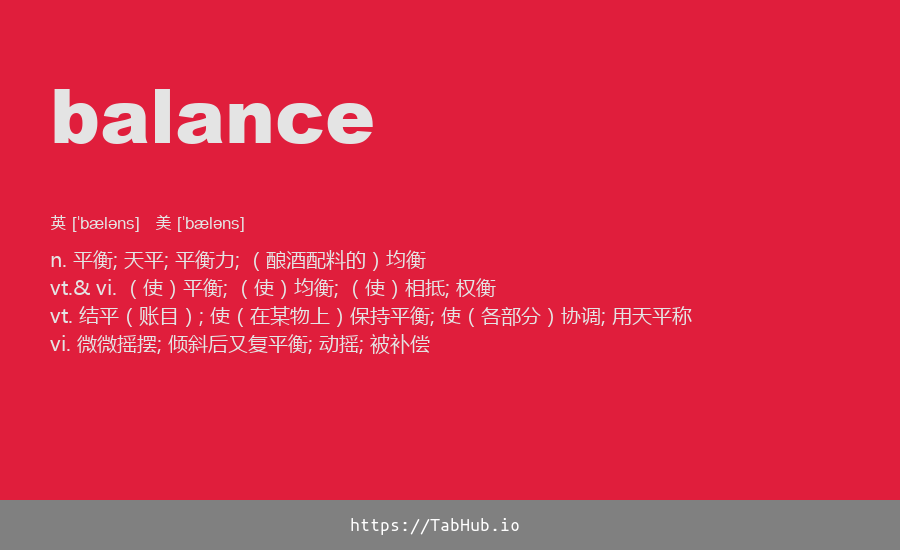 balance
英 [ˈbæləns] 美 [ˈbæləns]
n. 平衡; 天平; 平衡力; （酿酒配料的）均衡
vt.& vi. （使）平衡; （使）均衡; （使）相抵; 权衡
vt. 结平（账目）; 使（在某物上）保持平衡; 使（各部分）协调; 用天平称
vi. 微微摇摆; 倾斜后又复平衡; 动摇; 被补偿
https://TabHub.io